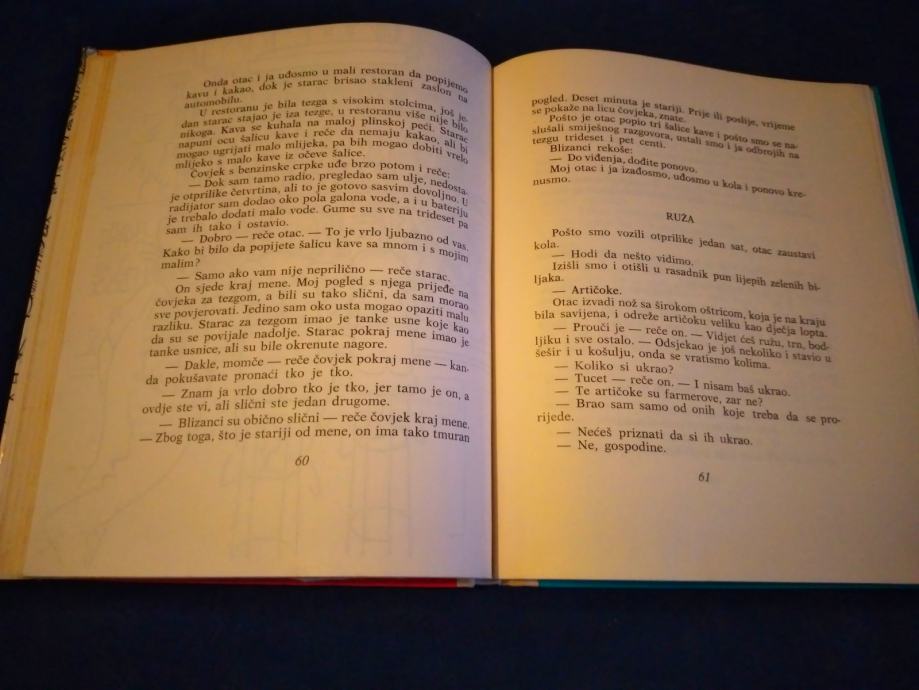 Onda otac i ja uđosmo u mali restoran da popijemo
kavu i kakao, dok je starac brisao stakleni zaslon na
automobilu.
U restoranu je bila tezga s visokim stolcima, još je-
dan starac stajao je iza tezge, u restoranu više nije bilo
nikoga. Kava se kuhala na maloj plinskoj peći. Starac
napuni ocu šalicu kave i reče da nemaju kakao, ali bi
mogao ugrijati malo mlijeka, pa bih mogao dobiti vrelo
mlijeko s malo kave iz očeve šalice.
Čovjek s benzinske crpke uđe brzo potom i reče:
— Dok sam tamo radio, pregledao sam ulje, nedosta-
je otprilike četvrtina, ali to je gotovo sasvim dovoljno. U
radijator sam dodao oko pola galona vode, a i u bateriju
je trebalo dodati malo vode. Gume su sve na trideset pa
sam ih tako i ostavio.
— Dobro — reče otac. — To je vrlo ljubazno od vas.
Kako bi bilo da popijete šalicu kave sa mnom i s mojim
malim?
— Samo ako vam nije neprilično — reče starac.
On sjede kraj mene. Moj pogled s njega prijeđe na
čovjeka za tezgom, a bili su tako slični, da sam morao
sve povjerovati. Jedino sam oko usta mogao opaziti malu
razliku. Starac za tezgom imao je tanke usne koje kao
da su se povijale nadolje. Starac pokraj mene imao je
tanke usnice, ali su bile okrenute nagore.
— Dakle, momče — reče čovjek pokraj mene — kan-
da pokušavate pronaći tko je tko.
— Znam ja vrlo dobro tko je tko, jer tamo je on, a
ovdje ste vi, ali slični ste jedan drugome.
— Blizanci su obično slični — reče čovjek kraj mene.
— Zbog toga, što je stariji od mene, on ima tako tmuran
60
pogled. Deset minuta je stariji. Prije ili poslije, vrijeme
se pokaže na licu čovjeka, znate.
Pošto je otac popio tri šalice kave i pošto smo se na-
slušali smiješnog razgovora, ustali smo i ja odbrojih na
tezgu trideset i pet centi.
Blizanci rekoše:
— Do viđenja, dođite ponovo.
Moj otac i ja izađosmo, uđosmo u kola i ponovo kre-
nusmo.
RUŽA
Pošto smo vozili otprilike jedan sat, otac zaustavi
kola.
— Hodi da nešto vidimo.
Izišli smo i otišli u rasadnik pun lijepih zelenih bi-
ljaka.
— Artičoke.
Otac izvadi nož sa širokom oštricom, koja je na kraju
bila savijena, i odreže artičoku veliku kao dječja lopta.
— Prouči je — reče on. — Vidjet ćeš ružu, trn, bod-
ljiku i sve ostalo. — Odsjekao je još nekoliko i stavio u
šešir i u košulju, onda se vratismo kolima.
— Koliko si ukrao?
— Tucet — reče on. — I nisam baš ukrao.
— Te artičoke su farmerove, zar ne?
— Brao sam samo od onih koje treba da se pro-
rijede.
— Nećeš priznati da si ih ukrao.
— Ne, gospodine.
61